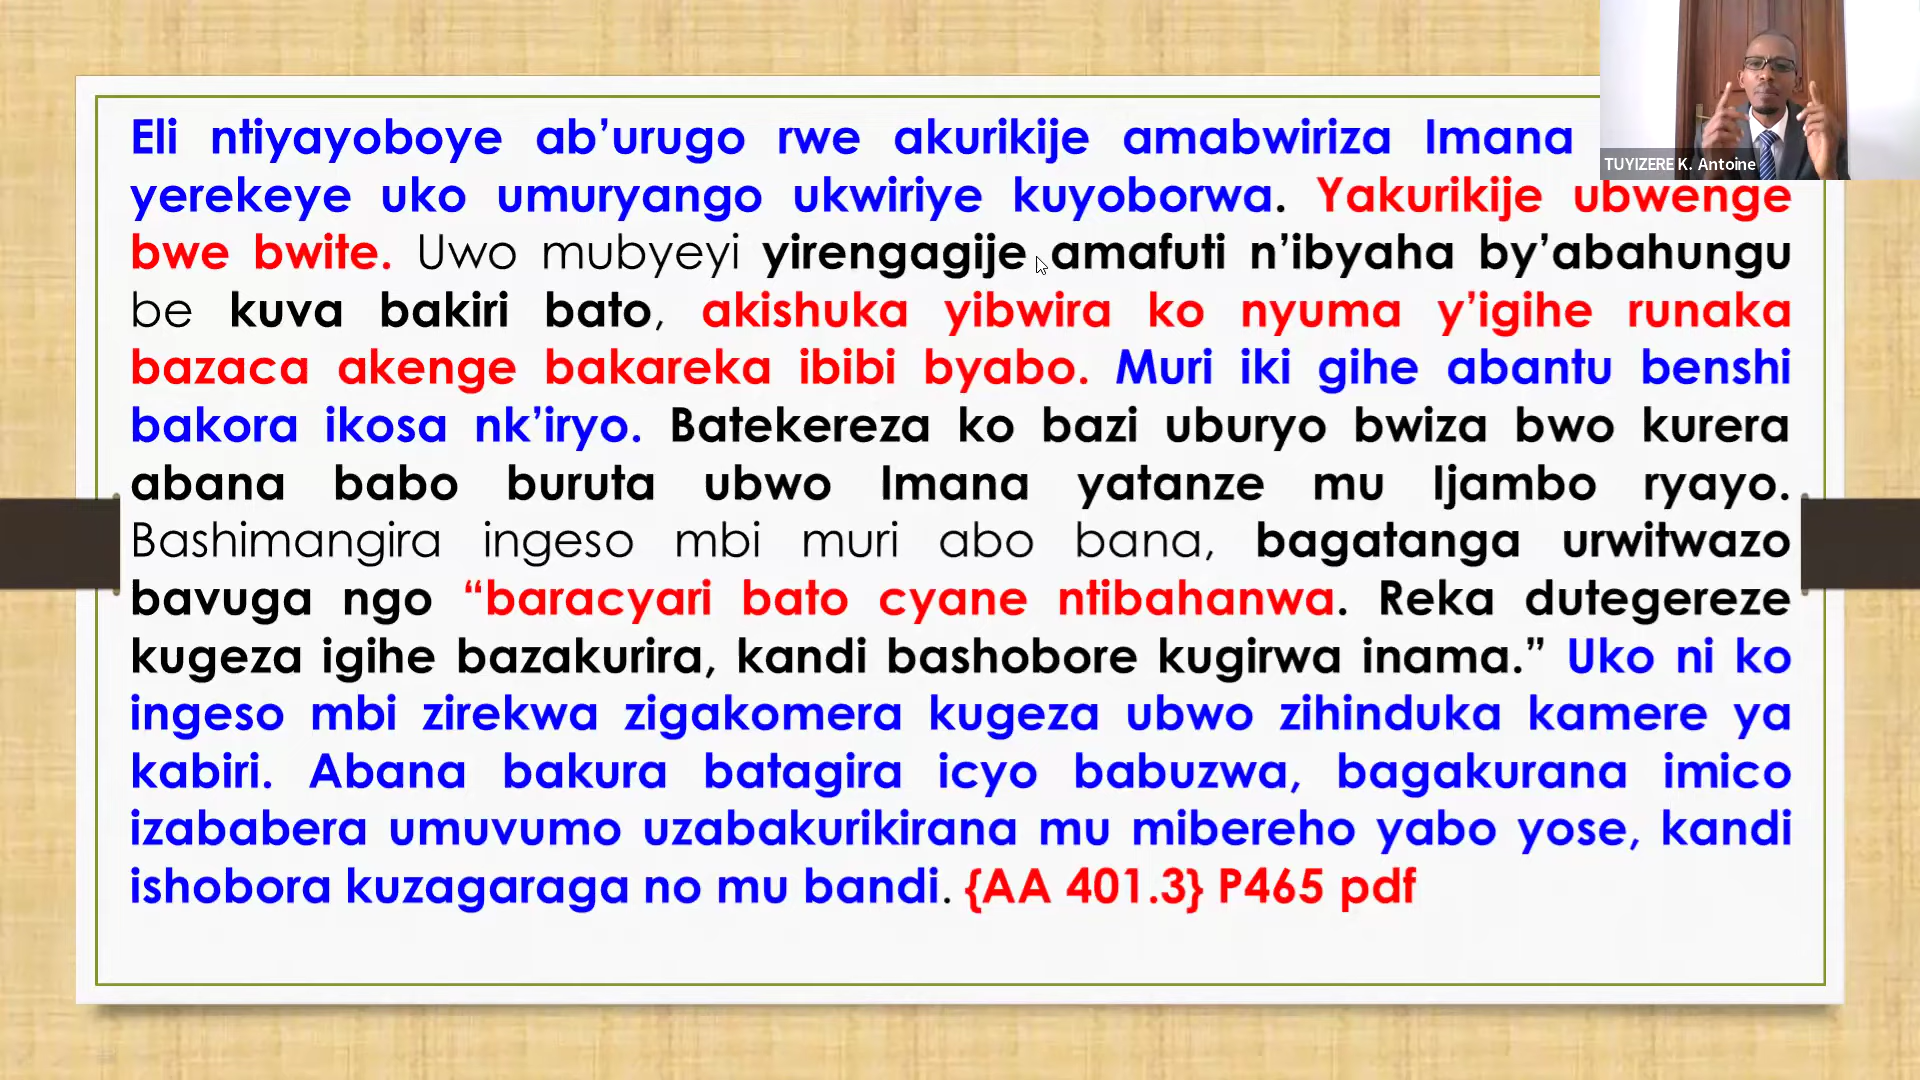 Eli ntiyayoboye ab’urugo rwe akurikije amabwiriza Imana
yerekeye uko umuryango ukwiriye kuyoborwa. Yakurikije ubwenge
bwe bwite. Uwo mubyeyi yirengagije amafuti n’ibyaha by’abahungu
be kuva bakiri bato, akishuka yibwira ko nyuma y’igihe runaka
bazaca akenge bakareka ibibi byabo. Muri iki gihe abantu benshi
bakora ikosa nk’iryo. Batekereza ko bazi uburyo bwiza bwo kurera
abana babo buruta ubwo Imana yatanze mu Ijambo ryayo.
Bashimangira ingeso mbi muri abo bana, bagatanga urwitwazo
bavuga ngo “baracyari bato cyane ntibahanwa. Reka dutegereze
kugeza igihe bazakurira, kandi bashobore kugirwa inama.” Uko ni ko
ingeso mbi zirekwa zigakomera kugeza ubwo zihinduka kamere ya
kabiri. Abana bakura batagira icyo babuzwa, bagakurana imico
izababera umuvumo uzabakurikirana mu mibereho yabo yose, kandi
ishobora kuzagaraga no mu bandi. {AA 401.3} P465 pdf
TUYIZERE K. Antoine